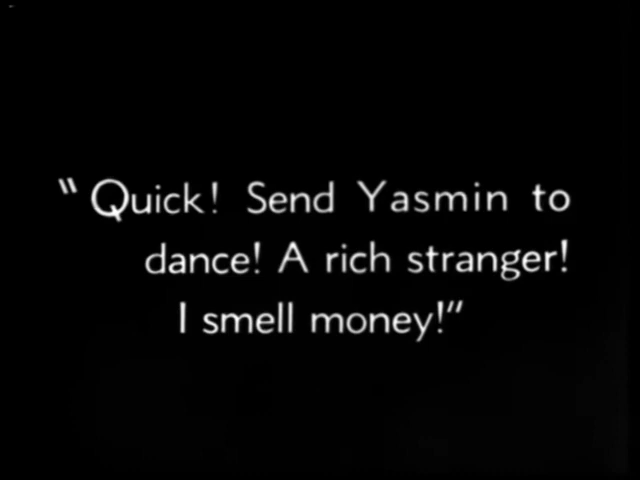 "Quick! Send Yasmin to
dance! A rich stranger!
I smell money!"